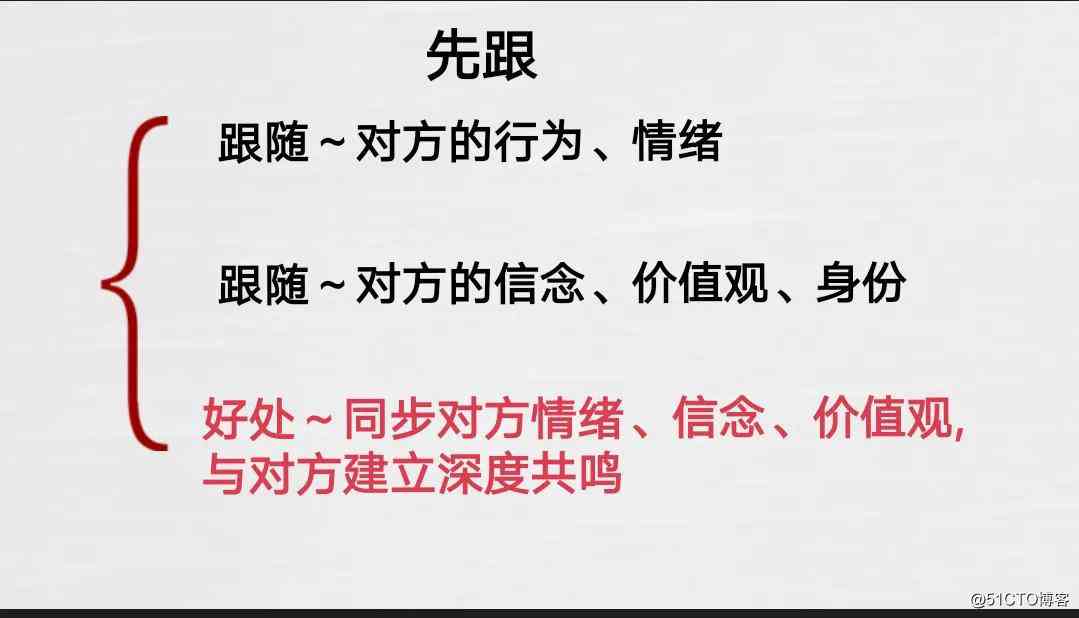 先跟
跟随~对方的行为、情绪
跟随~对方的信念、价值观、身份
好处~同步对方情绪、信念、价值观,
与对方建立深度共鸣
@51CTO博客